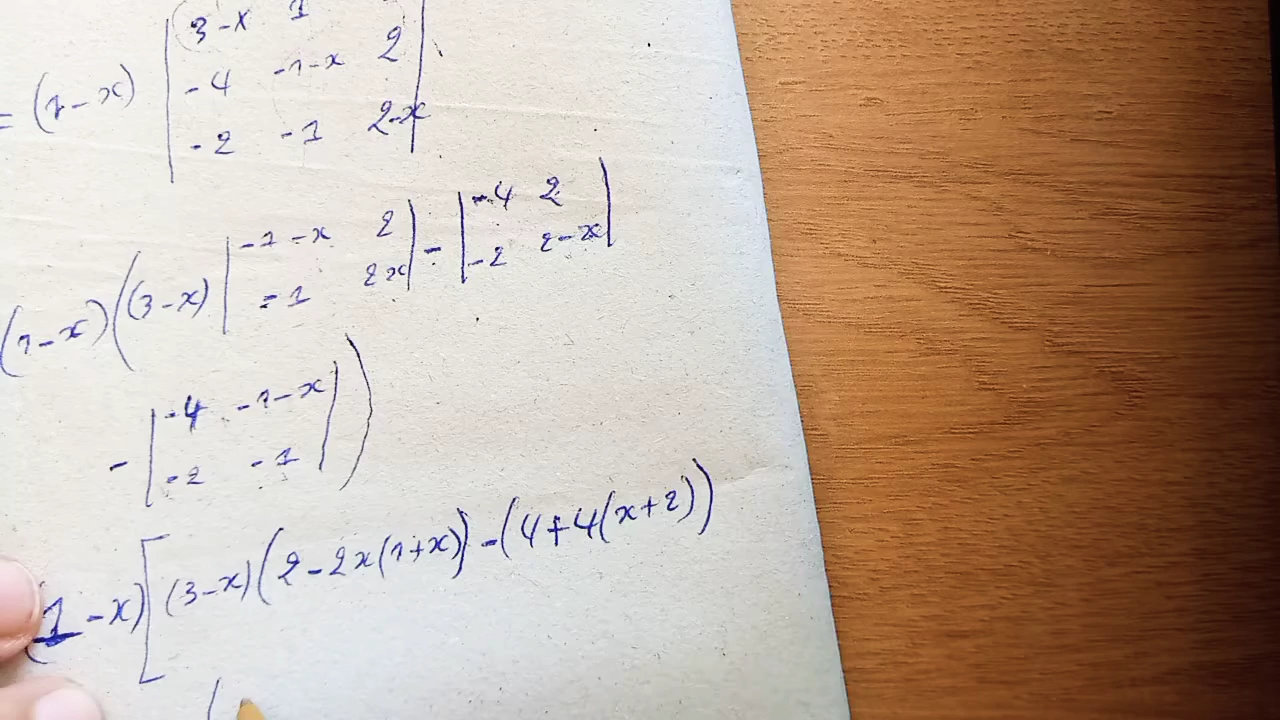 3-x 1
= (1-x) | -4 -1-x 2 |
-2 -1 2-x
(1-x)((3-x) | -1-x 2 | - | -4 2 |
-1 2x -2 2-x
- | -4 -1-x | )
-2 -1
(1-x)[(3-x)(2-2x(1+x))-(4+4(x+2))
(